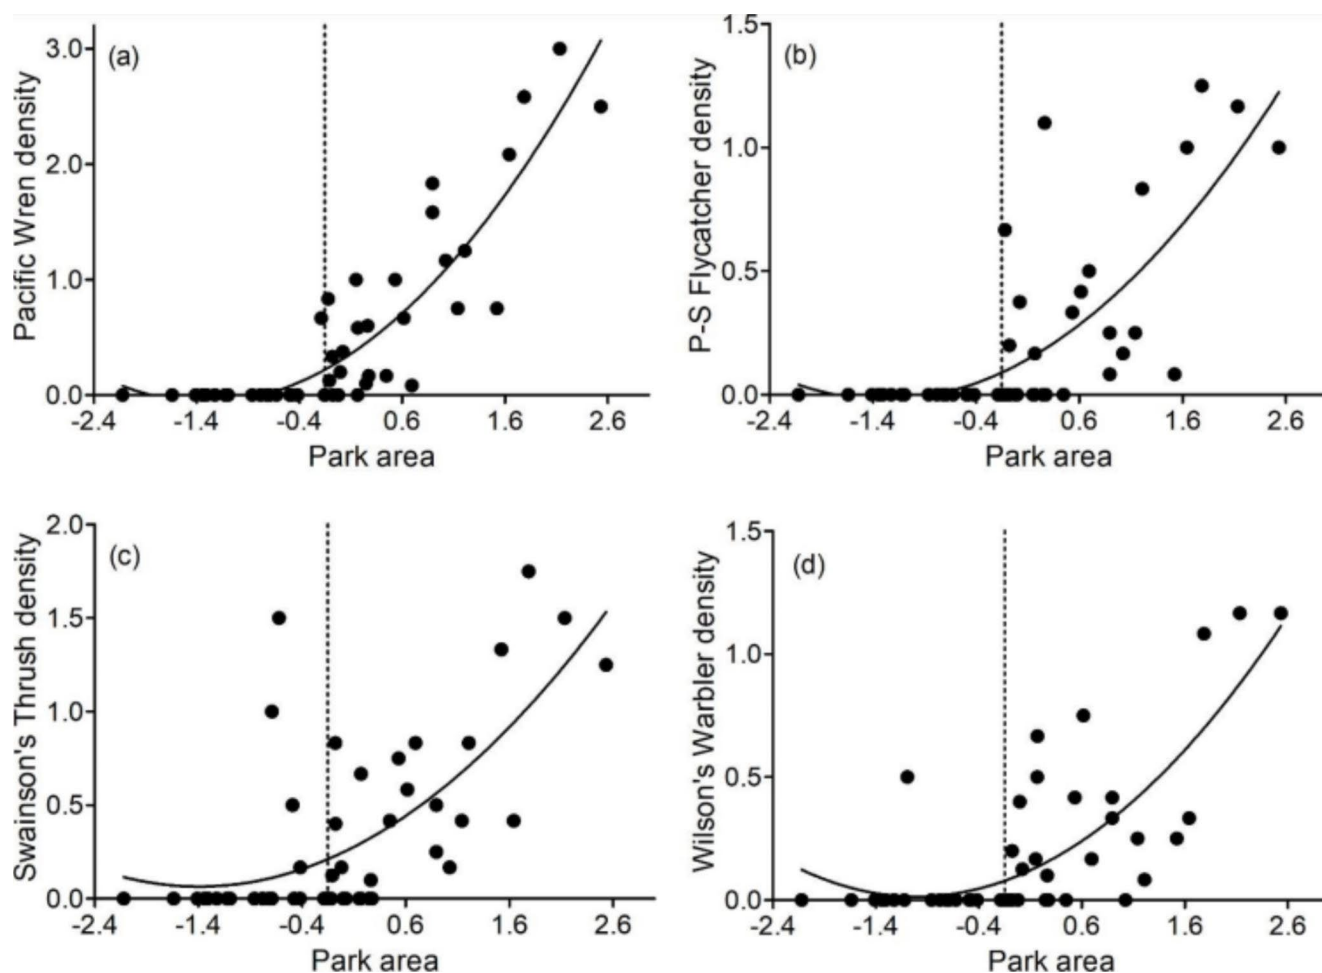 (a)
Pacific Wren density
3.0
2.0
1.0
0.0
-2.4 -1.4 -0.4 0.6 1.6 2.6
Park area
(b)
P-S Flycatcher density
1.5
1.0
0.5
0.0
-2.4 -1.4 -0.4 0.6 1.6 2.6
Park area
(c)
Swainson's Thrush density
2.0
1.5
1.0
0.5
0.0
-2.4 -1.4 -0.4 0.6 1.6 2.6
Park area
(d)
Wilson's Warbler density
1.5
1.0
0.5
0.0
-2.4 -1.4 -0.4 0.6 1.6 2.6
Park area